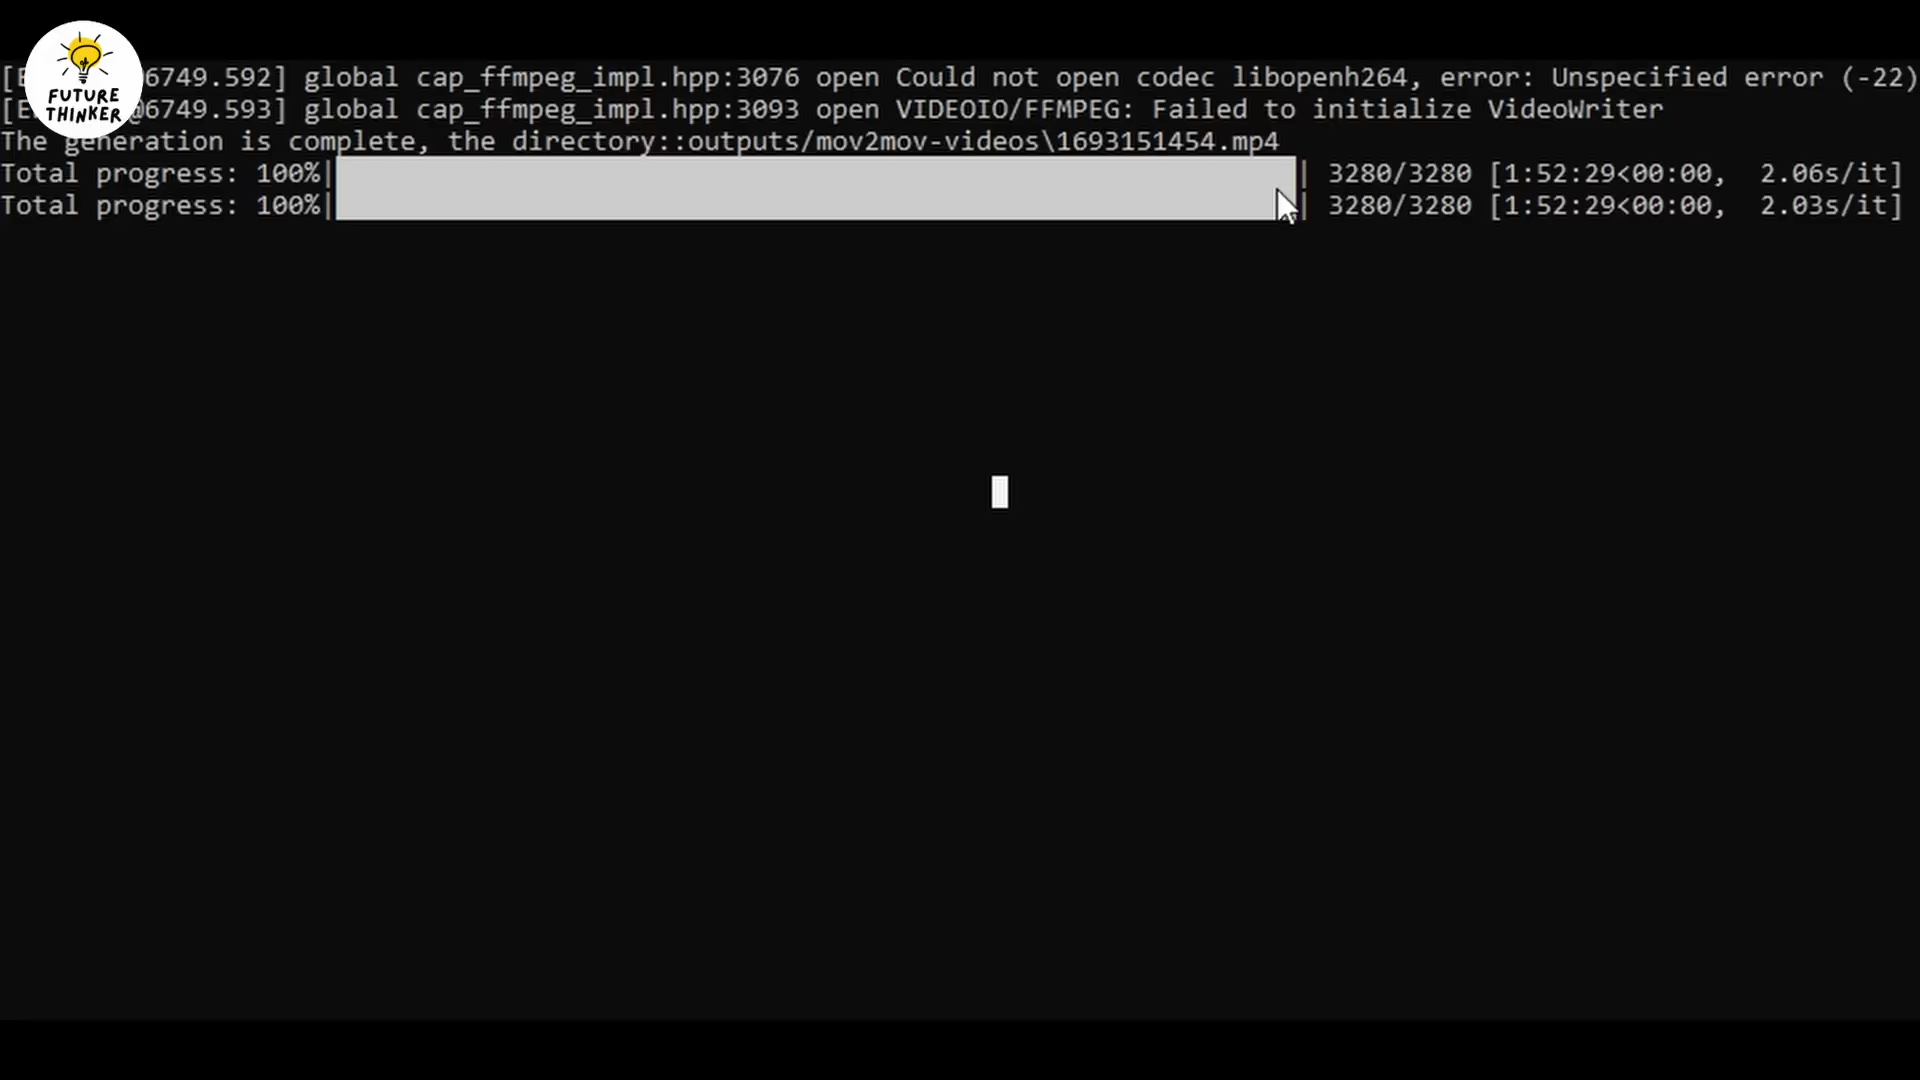 FUTURE
THINKER
[E @6749.592] global cap_ffmpeg_impl.hpp:3076 open Could not open codec libopenh264, error: Unspecified error (-22)
[E @6749.593] global cap_ffmpeg_impl.hpp:3093 open VIDEOIO/FFMPEG: Failed to initialize VideoWriter
The generation is complete, the directory::outputs/mov2mov-videos\1693151454.mp4
Total progress: 100%| | 3280/3280 [1:52:29<00:00, 2.06s/it]
Total progress: 100%| | 3280/3280 [1:52:29<00:00, 2.03s/it]